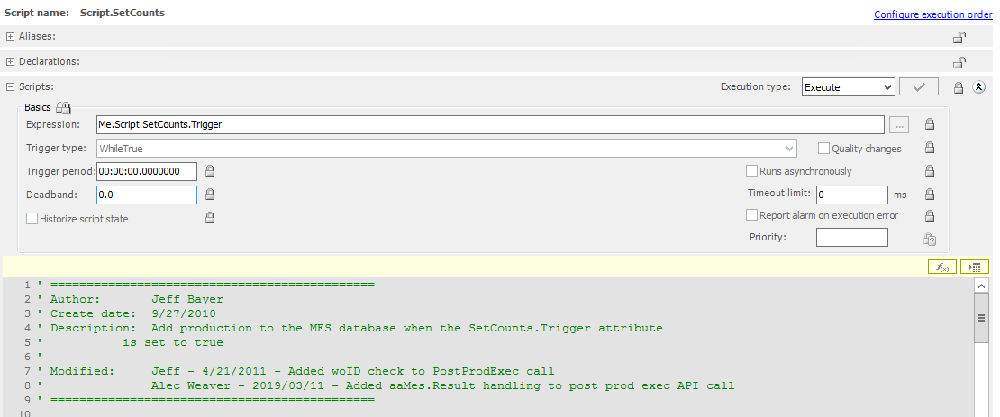 Script name: Script.SetCounts
Configure execution order
Aliases:
Declarations:
Scripts: Execution type: Execute
Basics
Expression: Me.Script.SetCounts.Trigger ...
Trigger type: WhileTrue Quality changes
Trigger period: 00:00:00.0000000 Runs asynchronously
Deadband: 0.0 Timeout limit: 0 ms
Historize script state Report alarm on execution error
Priority:
f(x)
1 ' =============================================
2 ' Author: Jeff Bayer
3 ' Create date: 9/27/2010
4 ' Description: Add production to the MES database when the SetCounts.Trigger attribute
5 ' is set to true
6 '
7 ' Modified: Jeff - 4/21/2011 - Added woID check to PostProdExec call
8 ' Alec Weaver - 2019/03/11 - Added aaMes.Result handling to post prod exec API call
9 ' =============================================
10